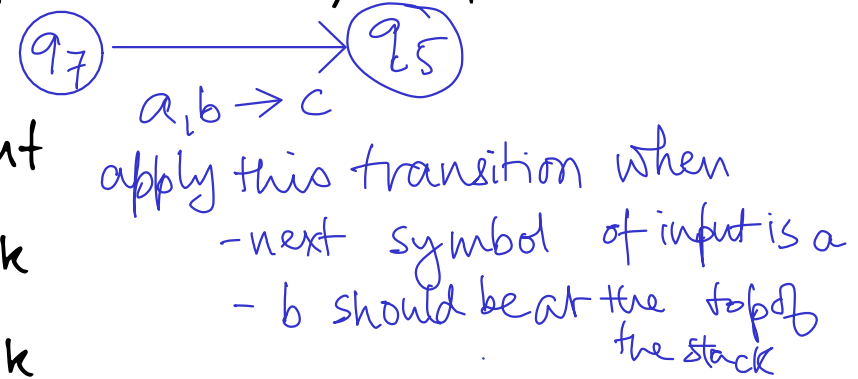 q7 q5
a, b → c
nt
apply this transition when
- next symbol of input is a
k
- b should be at the top of
the stack
k